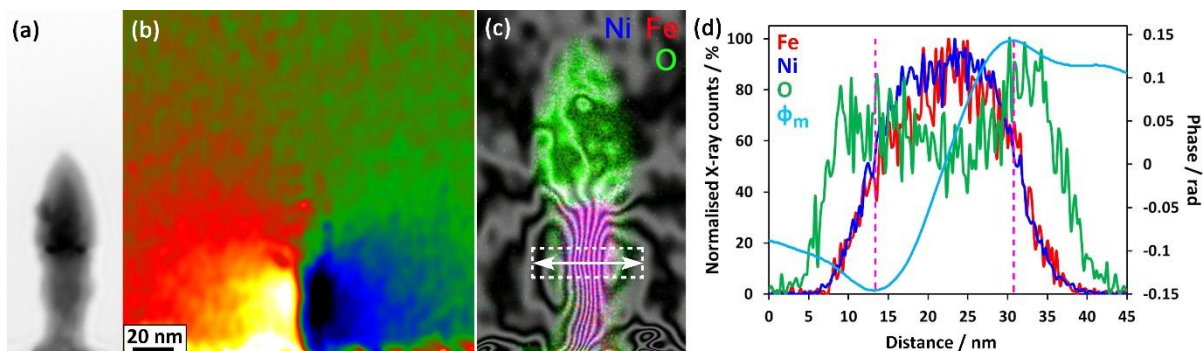 (a)
(b)
20 nm
(c)
Ni Fe
O
(d)
Normalised X-ray counts / %
100
80
60
40
20
0
Fe
Ni
O
ϕm
0 5 10 15 20 25 30 35 40 45
Distance / nm
0.15
0.1
0.05
0
-0.05
-0.1
-0.15
Phase / rad